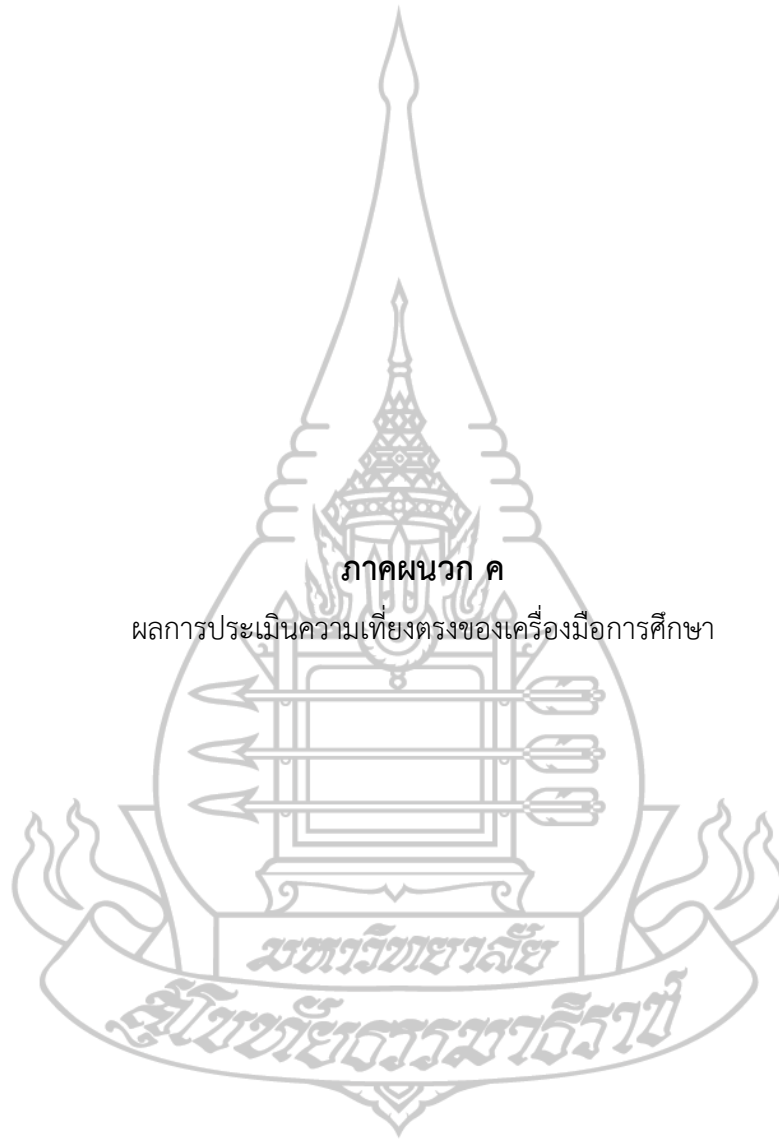 ภาคผนวก ค
ผลการประเมินความเที่ยงตรงของเครื่องมือการศึกษา
มหาวิทยาลัย
สุโขทัยธรรมาธิราช